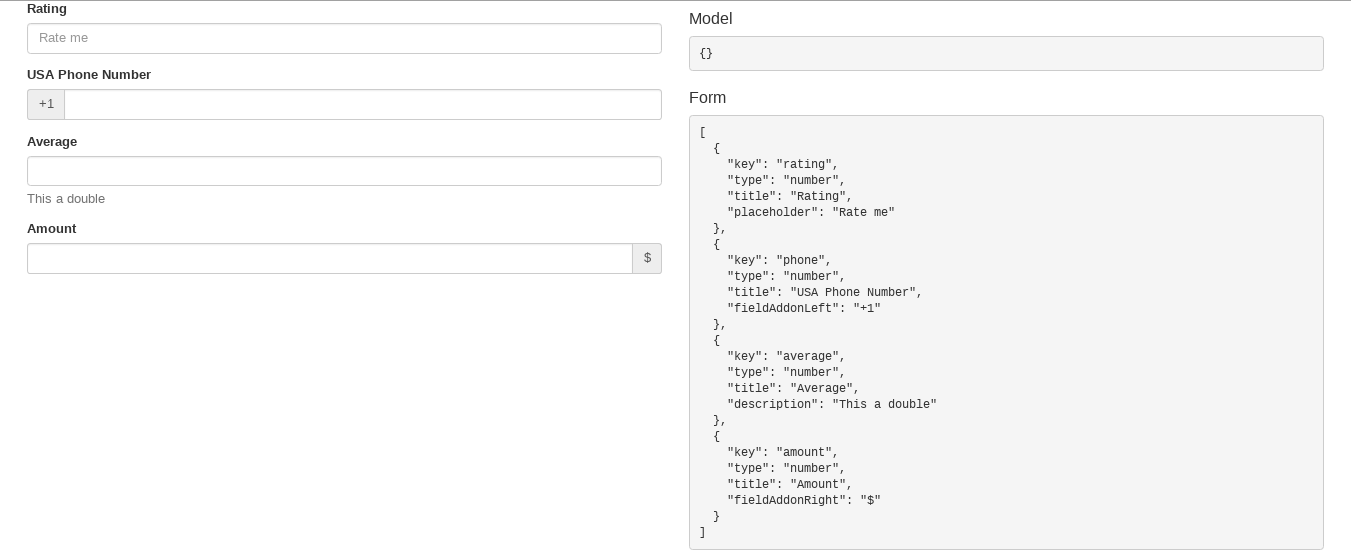 Rating
Rate me
USA Phone Number
+1
Average
This a double
Amount
$
Model
{}
Form
[
  {
    "key": "rating",
    "type": "number",
    "title": "Rating",
    "placeholder": "Rate me"
  },
  {
    "key": "phone",
    "type": "number",
    "title": "USA Phone Number",
    "fieldAddonLeft": "+1"
  },
  {
    "key": "average",
    "type": "number",
    "title": "Average",
    "description": "This a double"
  },
  {
    "key": "amount",
    "type": "number",
    "title": "Amount",
    "fieldAddonRight": "$"
  }
]